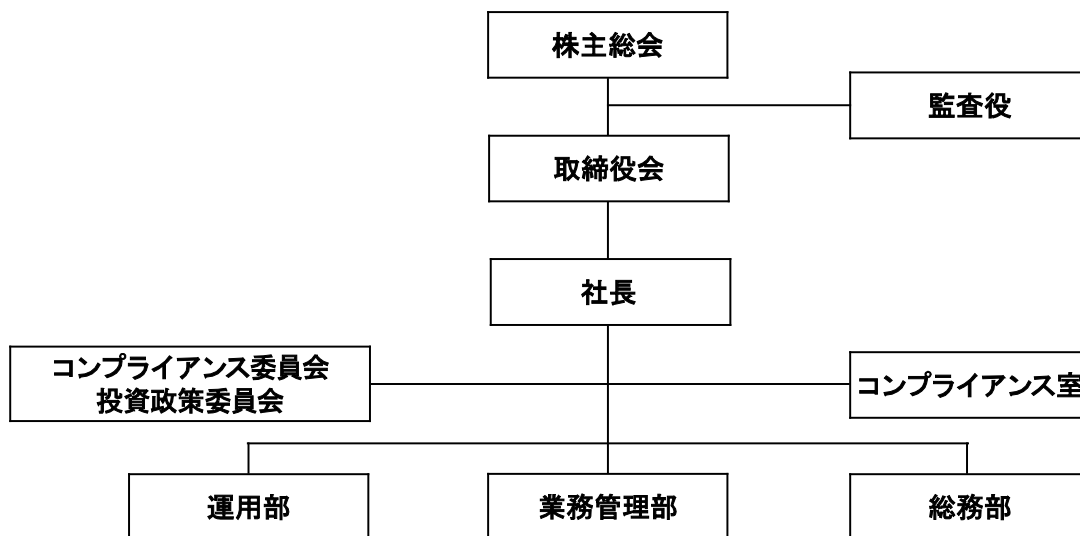 株主総会
監査役
取締役会
社長
コンプライアンス委員会
投資政策委員会
コンプライアンス室
運用部
業務管理部
総務部